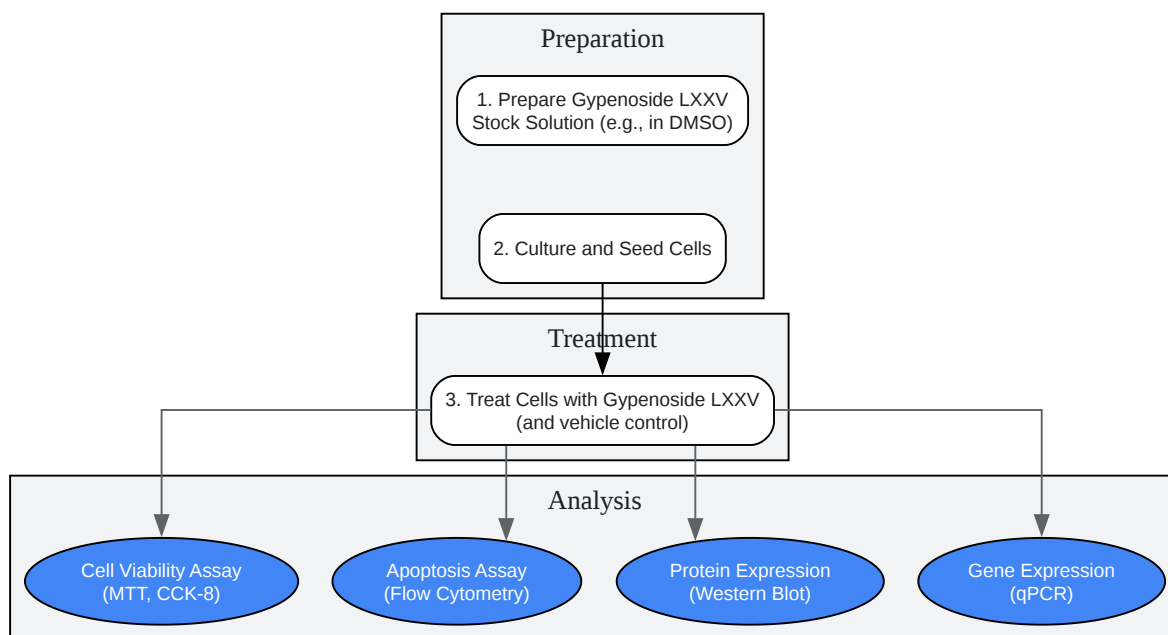 Preparation
1. Prepare Gypenoside LXXV
Stock Solution (e.g., in DMSO)
2. Culture and Seed Cells
Treatment
3. Treat Cells with Gypenoside LXXV
(and vehicle control)
Analysis
Cell Viability Assay
(MTT, CCK-8)
Apoptosis Assay
(Flow Cytometry)
Protein Expression
(Western Blot)
Gene Expression
(qPCR)